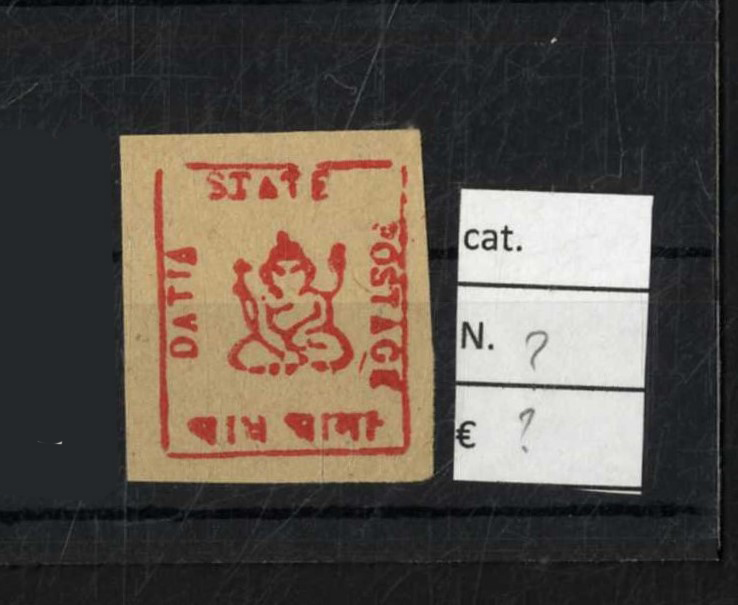 STATE
DATIA
POSTAGE
cat.
N. ?
€ ?